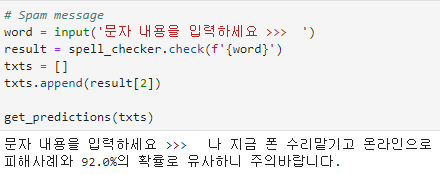 # Spam message
word = input('문자 내용을 입력하세요 >>>  ')
result = spell_checker.check(f'{word}')
txts = []
txts.append(result[2])
get_predictions(txts)
문자 내용을 입력하세요 >>>  나 지금 폰 수리맡기고 온라인으로
피해사례와 92.0%의 확률로 유사하니 주의바랍니다.